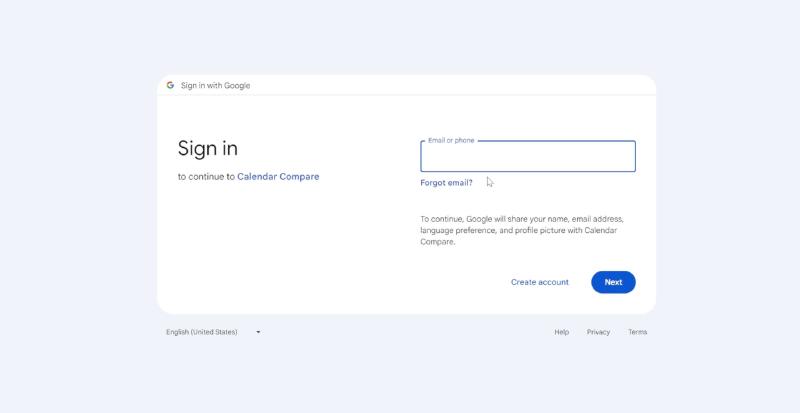 Sign in with Google
Sign in
to continue to Calendar Compare
Email or phone
Forgot email?
To continue, Google will share your name, email address,
language preference, and profile picture with Calendar
Compare.
Create account
Next
English (United States)
Help
Privacy
Terms